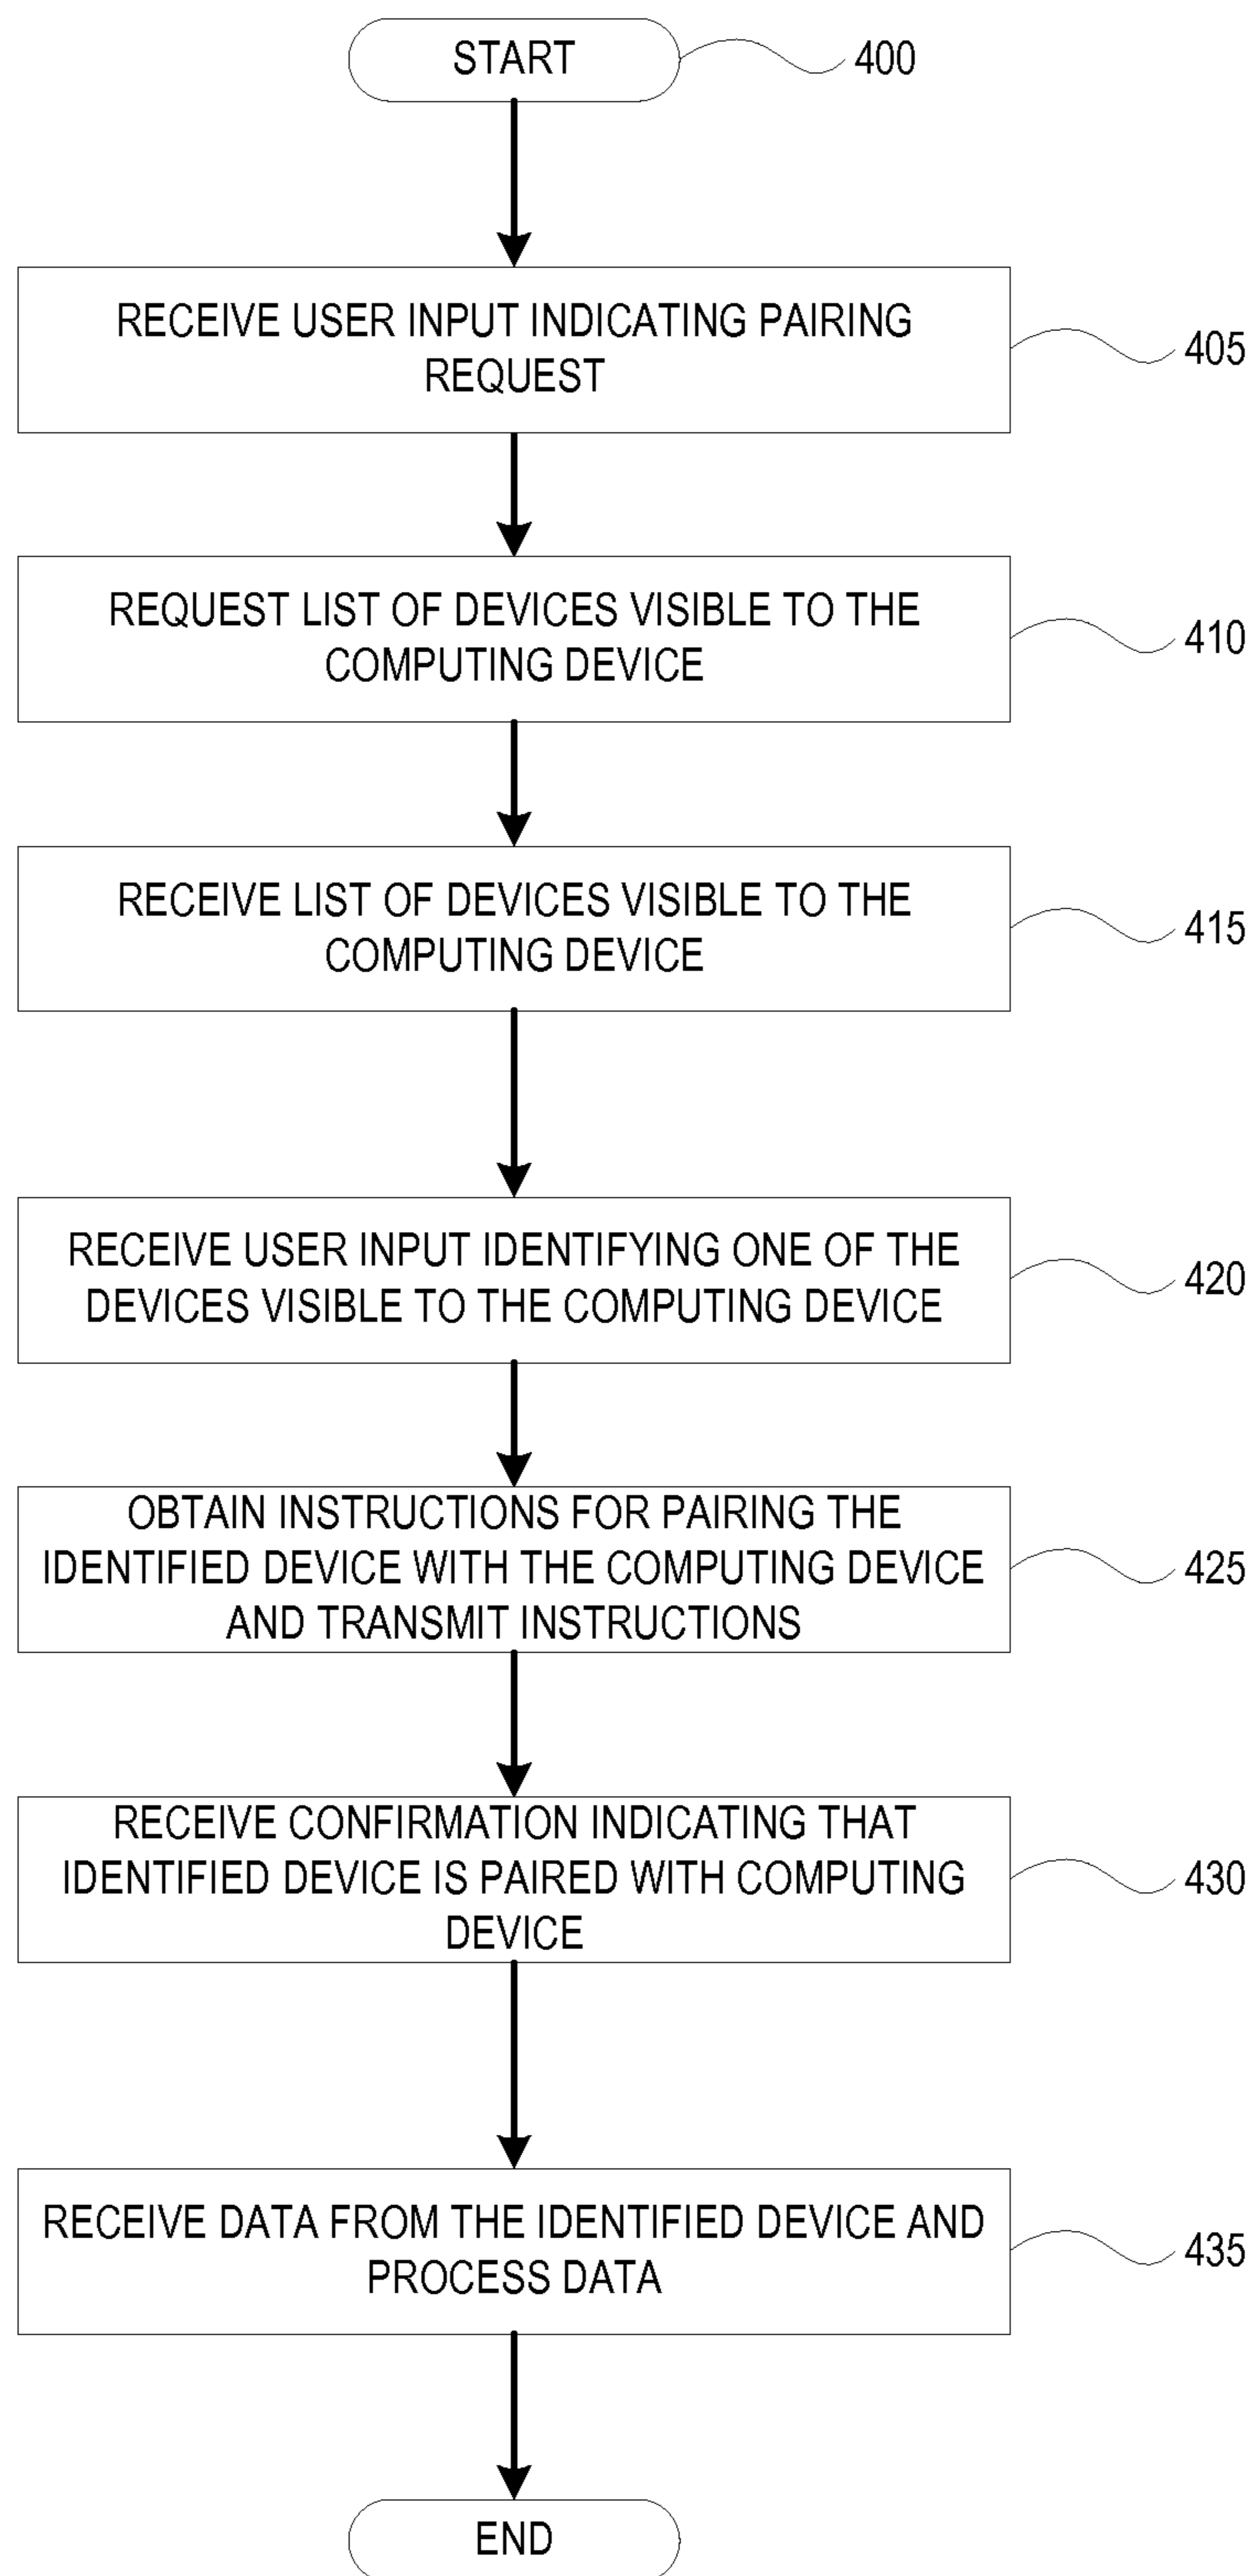 START
400
RECEIVE USER INPUT INDICATING PAIRING
REQUEST
405
REQUEST LIST OF DEVICES VISIBLE TO THE
COMPUTING DEVICE
410
RECEIVE LIST OF DEVICES VISIBLE TO THE
COMPUTING DEVICE
415
RECEIVE USER INPUT IDENTIFYING ONE OF THE
DEVICES VISIBLE TO THE COMPUTING DEVICE
420
OBTAIN INSTRUCTIONS FOR PAIRING THE
IDENTIFIED DEVICE WITH THE COMPUTING DEVICE
AND TRANSMIT INSTRUCTIONS
425
RECEIVE CONFIRMATION INDICATING THAT
IDENTIFIED DEVICE IS PAIRED WITH COMPUTING
DEVICE
430
RECEIVE DATA FROM THE IDENTIFIED DEVICE AND
PROCESS DATA
435
END